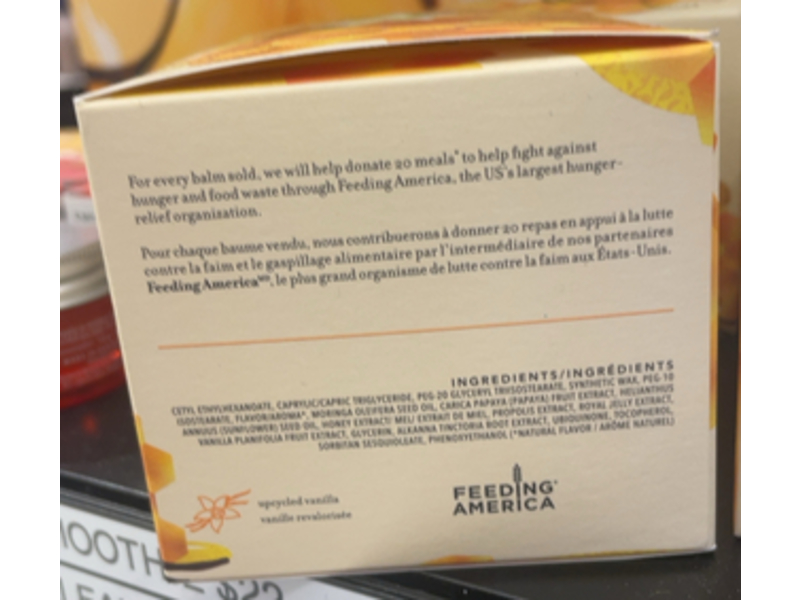 For every balm sold, we will help donate 20 meals* to help fight against
hunger and food waste through Feeding America, the US's largest hunger-
relief organization.
Pour chaque baume vendu, nous contribuerons à donner 20 repas en appui à la lutte
contre la faim et le gaspillage alimentaire par l'intermédiaire de nos partenaires
Feeding America, le plus grand organisme de lutte contre la faim aux États-Unis.
INGREDIENTS/INGRÉDIENTS
CETYL ETHYLHEXANOATE, CAPRYLIC/CAPRIC TRIGLYCERIDE, PEG-20 GLYCERYL TRIISOSTEARATE, SYNTHETIC WAX, PEG-10
ISOSTEARATE, FLAVOR/AROMA*, MORINGA OLEIFERA SEED OIL, CARICA PAPAYA (PAPAYA) FRUIT EXTRACT, HELIANTHUS
ANNUUS (SUNFLOWER) SEED OIL, HONEY EXTRACT/ MEL/ EXTRAIT DE MIEL, PROPOLIS EXTRACT, ROYAL JELLY EXTRACT,
VANILLA PLANIFOLIA FRUIT EXTRACT, GLYCERIN, ALKANNA TINCTORIA ROOT EXTRACT, UBIQUINONE, TOCOPHEROL,
SORBITAN SESQUIOLEATE, PHENOXYETHANOL (*NATURAL FLAVOR / ARÔME NATUREL)
upcycled vanilla
vanille revalorisée
FEEDING
AMERICA
MOOTH
$22